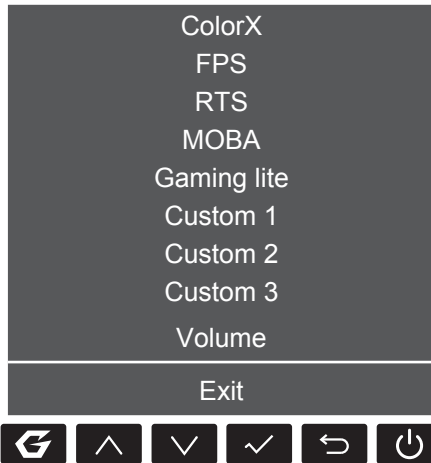 ColorX
FPS
RTS
MOBA
Gaming lite
Custom 1
Custom 2
Custom 3
Volume
Exit